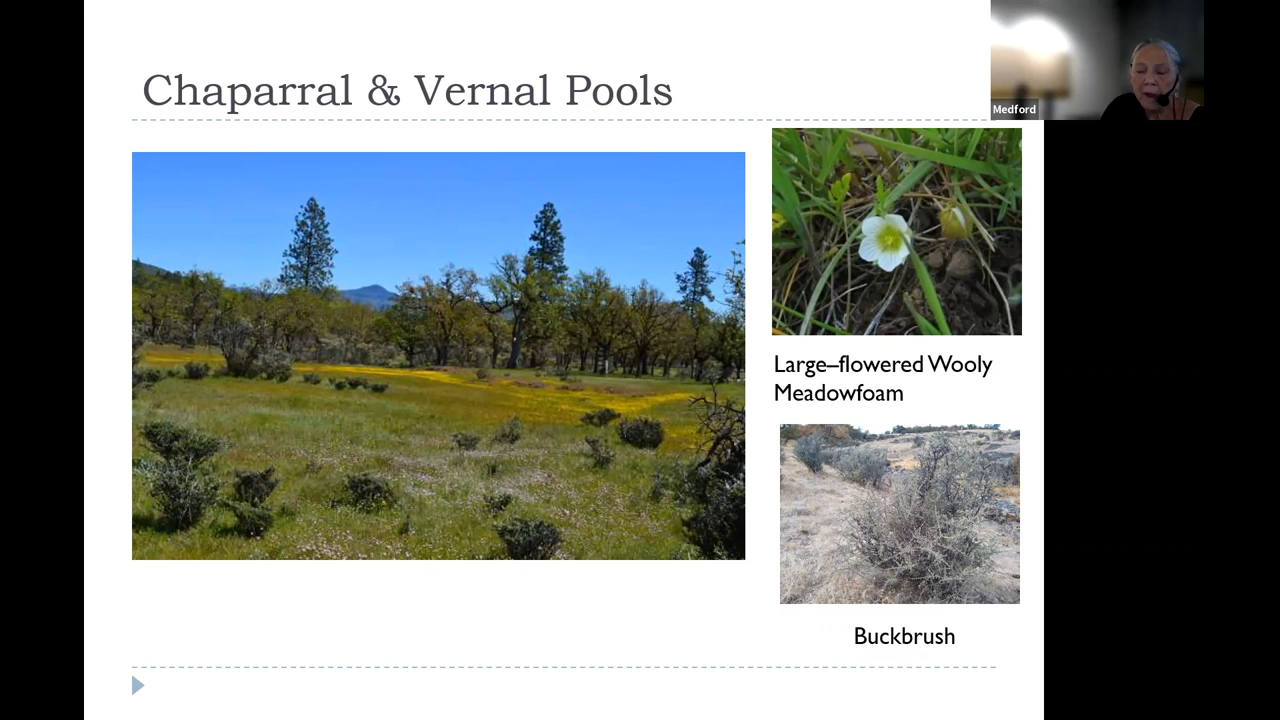 Chaparral & Vernal Pools
Medford
Large–flowered Wooly
Meadowfoam
Buckbrush